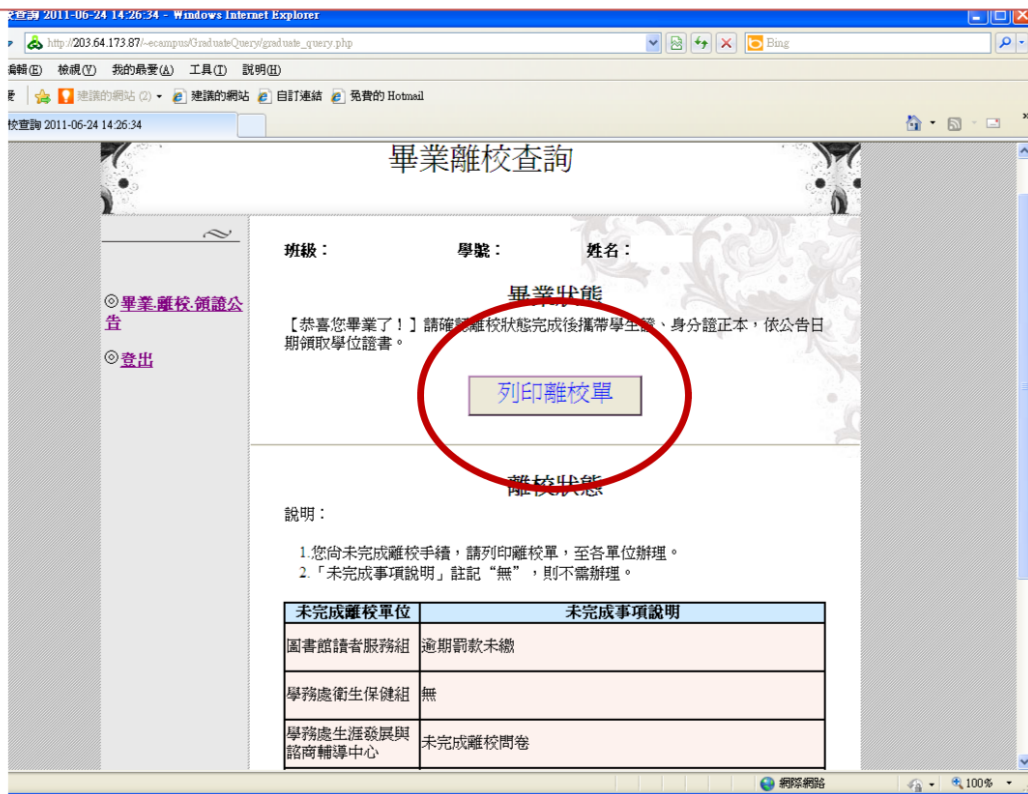 查詢 2011-06-24 14:26:34 - Windows Internet Explorer
http://203.64.173.87/~ecampus/GraduateQuery/graduate_query.php
Bing
編輯(E) 檢視(V) 我的最愛(A) 工具(T) 說明(H)
建議的網站 (2) 建議的網站 自訂連結 免費的 Hotmail
校查詢 2011-06-24 14:26:34
畢業離校查詢
班級： 學號： 姓名：
◎畢業.離校.領證公告
◎登出
畢業狀態
【恭喜您畢業了！】請確認離校狀態完成後攜帶學生證、身分證正本，依公告日
期領取學位證書。
列印離校單
離校狀態
說明：
1.您尚未完成離校手續，請列印離校單，至各單位辦理。
2.「未完成事項說明」註記“無”，則不需辦理。
未完成離校單位 未完成事項說明
圖書館讀者服務組 逾期罰款未繳
學務處衛生保健組 無
學務處生涯發展與
諮商輔導中心 未完成離校問卷
網際網路 100%